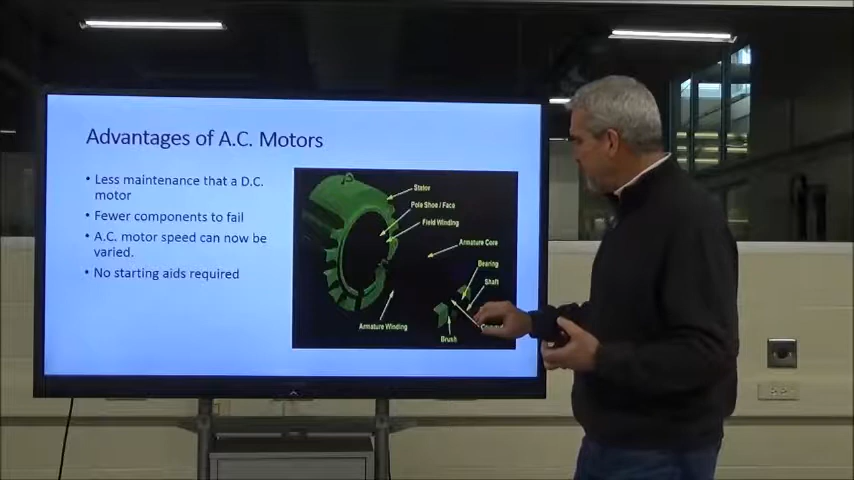 Advantages of A.C. Motors
• Less maintenance that a D.C.
motor
• Fewer components to fail
• A.C. motor speed can now be
varied.
• No starting aids required
Stator
Pole Shoe / Face
Field Winding
Armature Core
Bearing
Shaft
Armature Winding
Brush